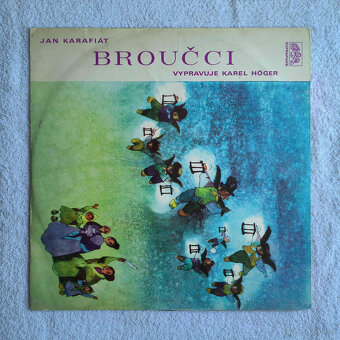 JAN KARAFIÁT
BROUČCI
VYPRAVUJE KAREL HÖGER